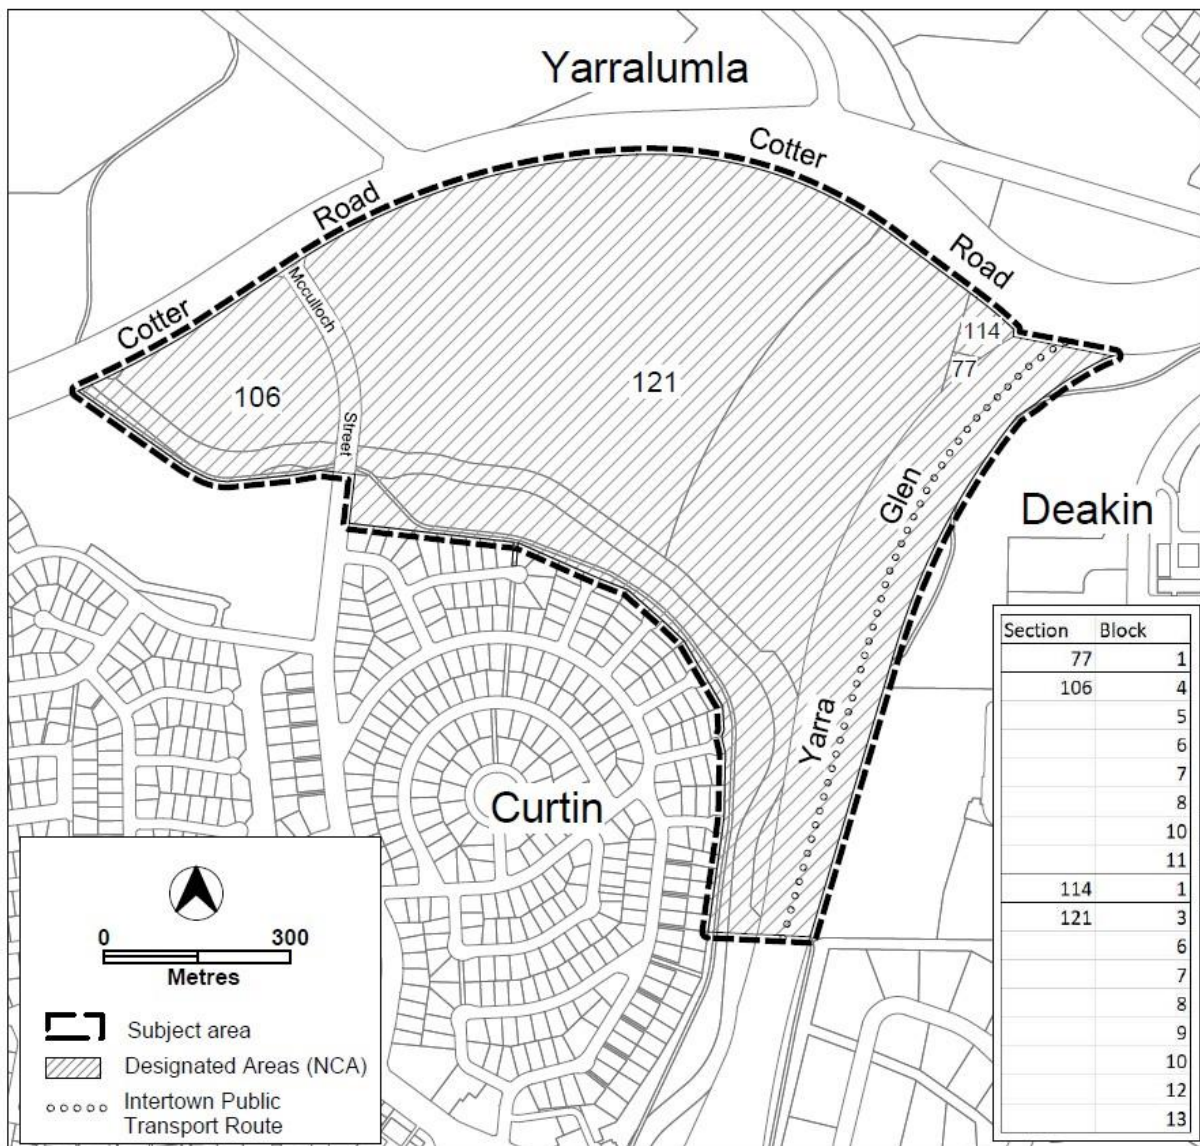 Yarralumla
Cotter
Road
Road
Cotter
Mcculloch
Street
114
77
121
106
Glen
Deakin
Yarra
Curtin
Section Block
77 1
106 4
5
6
7
8
10
11
114 1
121 3
6
7
8
9
10
12
13
0 300
Metres
Subject area
Designated Areas (NCA)
Intertown Public
Transport Route